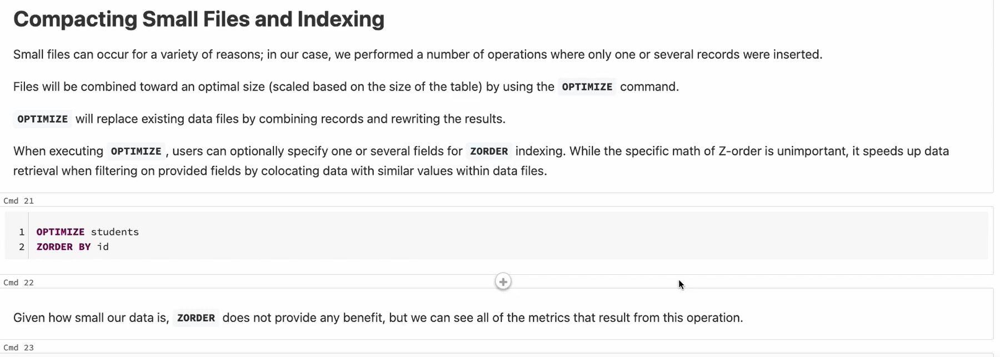 Compacting Small Files and Indexing
Small files can occur for a variety of reasons; in our case, we performed a number of operations where only one or several records were inserted.
Files will be combined toward an optimal size (scaled based on the size of the table) by using the OPTIMIZE command.
OPTIMIZE will replace existing data files by combining records and rewriting the results.
When executing OPTIMIZE , users can optionally specify one or several fields for ZORDER indexing. While the specific math of Z-order is unimportant, it speeds up data
retrieval when filtering on provided fields by colocating data with similar values within data files.
Cmd 21
1 OPTIMIZE students
2 ZORDER BY id
Cmd 22
Given how small our data is, ZORDER does not provide any benefit, but we can see all of the metrics that result from this operation.
Cmd 23